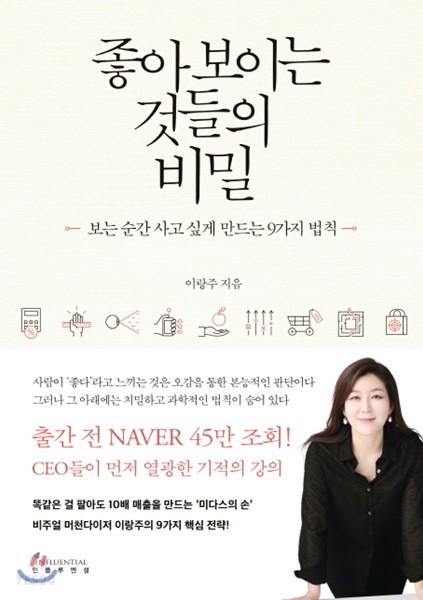 좋아 보이는
것들의
비밀
보는 순간 사고 싶게 만드는 9가지 법칙
이랑주 지음
%
사람이 ‘좋다’라고 느끼는 것은 오감을 통한 본능적인 판단이다
그러나 그 아래에는 치밀하고 과학적인 법칙이 숨어 있다
출간 전 NAVER 45만 조회!
CEO들이 먼저 열광한 기적의 강의
똑같은 걸 팔아도 10배 매출을 만드는 ‘미다스의 손’
비주얼 머천다이저 이랑주의 9가지 핵심 전략!
INFLUENTIAL
인플루엔셜